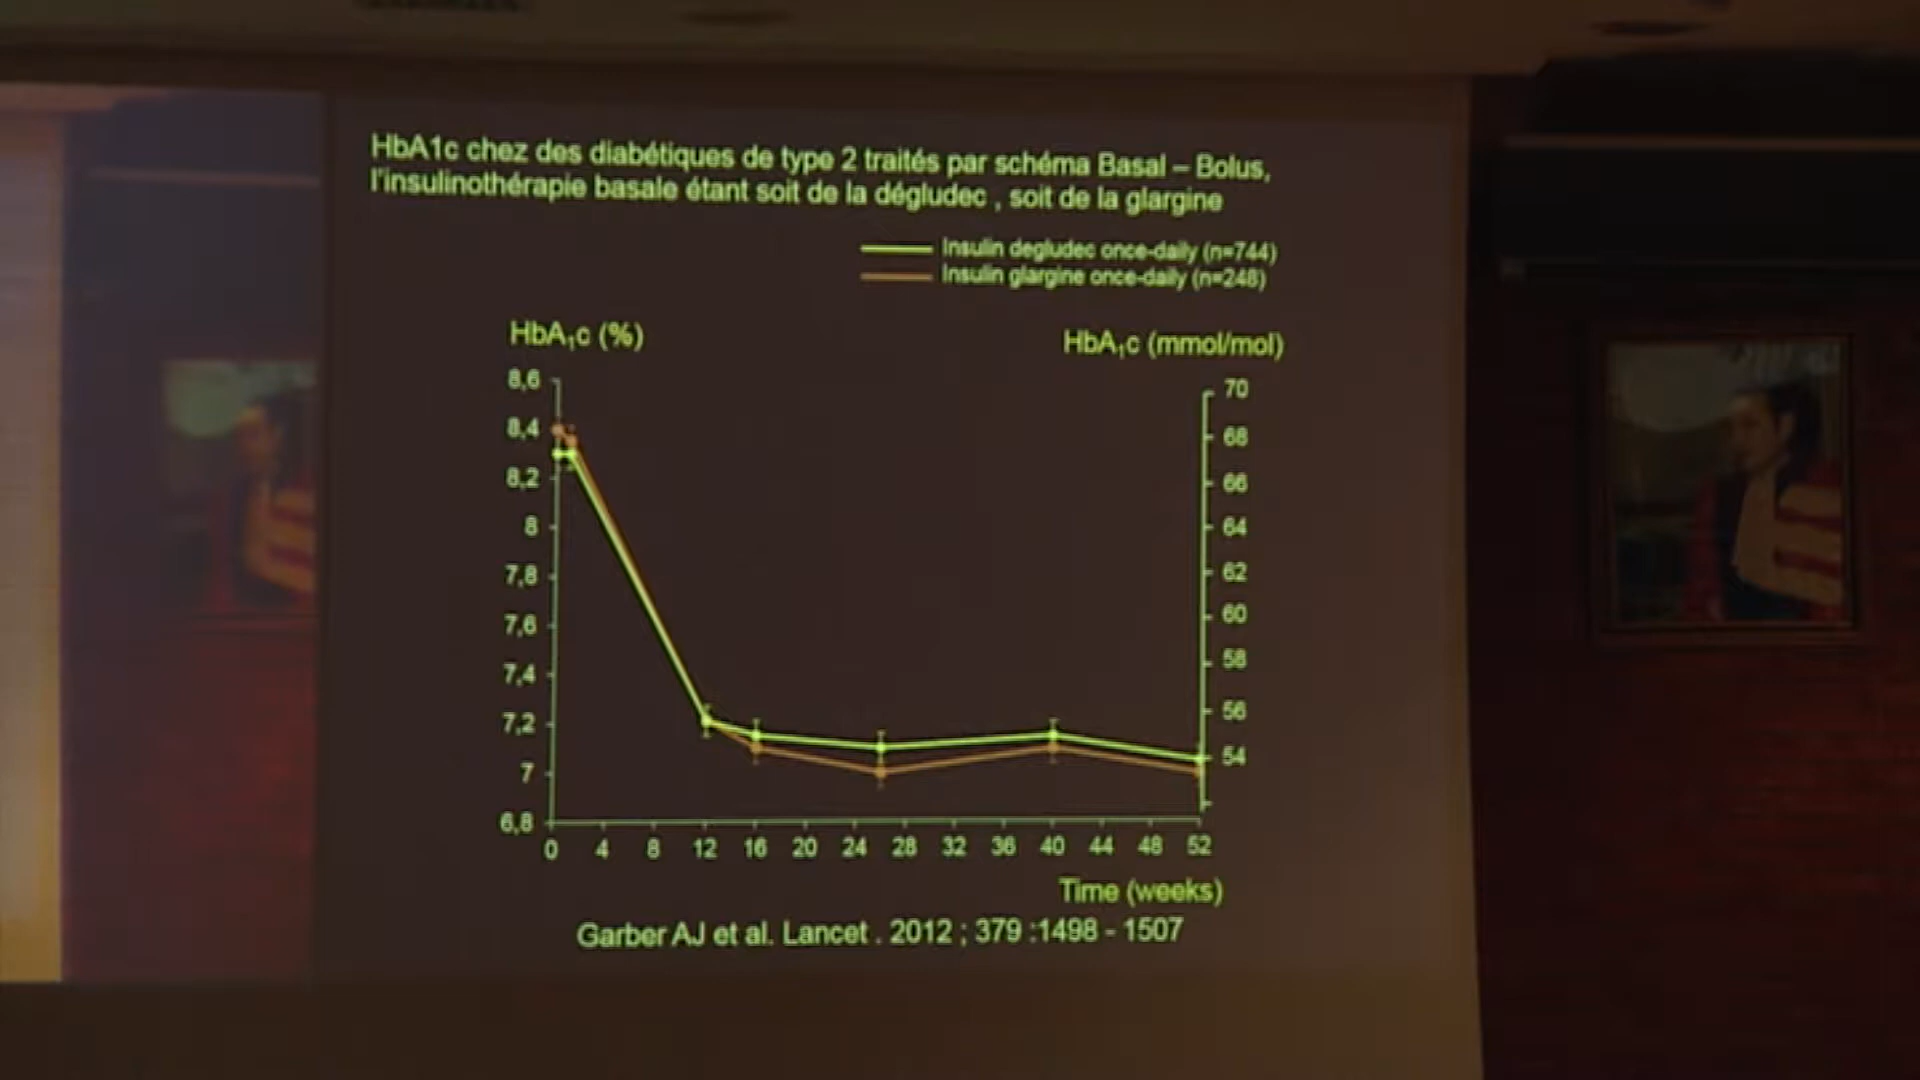 HbA1c chez des diabétiques de type 2 traités par schéma Basal – Bolus,
l'insulinothérapie basale étant soit de la dégludec , soit de la glargine
Insulin degludec once-daily (n=744)
Insulin glargine once-daily (n=248)
HbA₁c (%)
HbA₁c (mmol/mol)
8,6
8,4
8,2
8
7,8
7,6
7,4
7,2
7
6,8
70
68
66
64
62
60
58
56
54
0 4 8 12 16 20 24 28 32 36 40 44 48 52
Time (weeks)
Garber AJ et al. Lancet . 2012 ; 379 :1498 - 1507